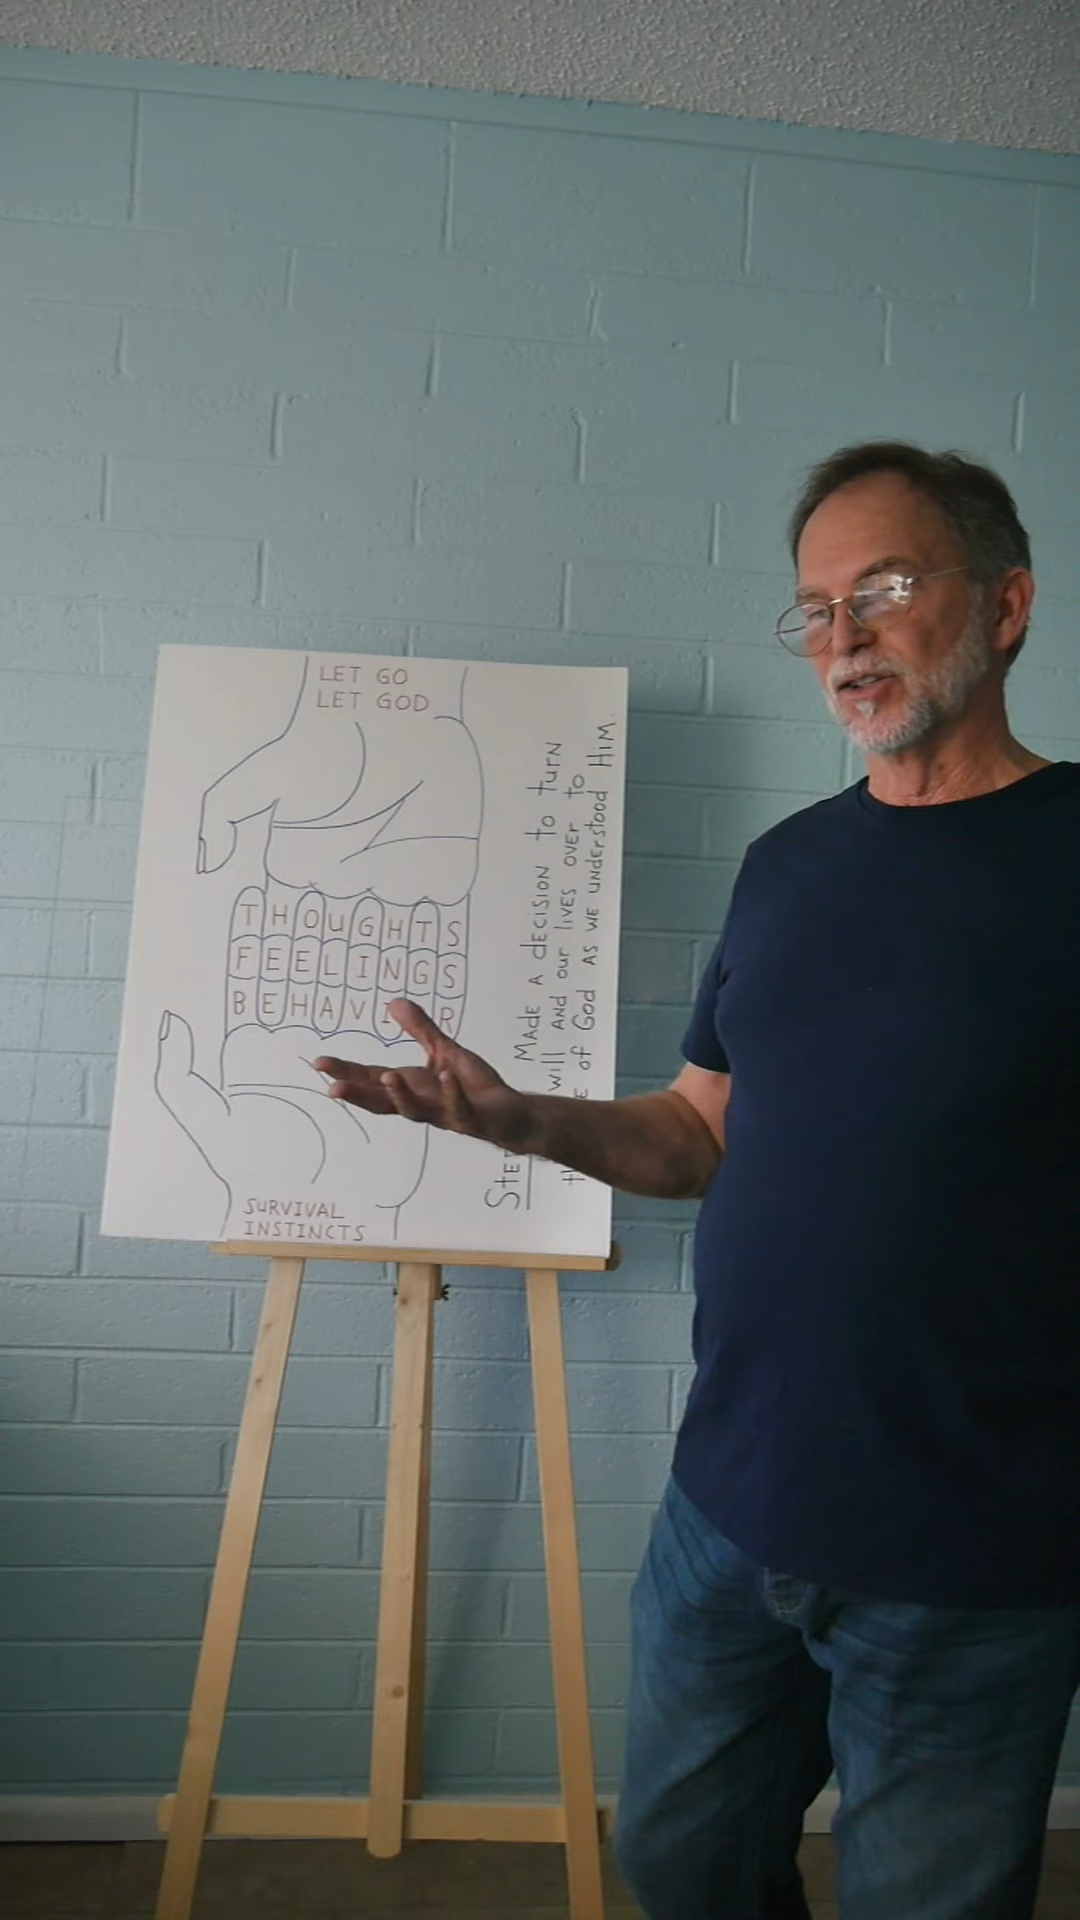 LET GO
LET GOD
THOUGHTS
FEELINGS
BEHAVI R
SURVIVAL
INSTINCTS
MADE A DECISION TO TURN
will AND our lives over to
of God AS we understood HiM.